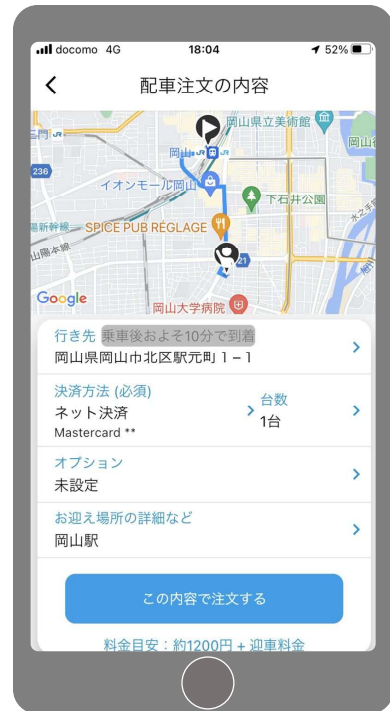 docomo 4G 18:04 52%
配車注文の内容
岡山県立美術館
岡山
236
イオンモール岡山
下石井公園
SPICE PUB RÉGLAGE
山陽本線
21
Google
岡山大学病院
行き先 乗車後およそ10分で到着
岡山県岡山市北区駅元町1−1
決済方法 (必須)
台数
ネット決済
1台
Mastercard **
オプション
未設定
お迎え場所の詳細など
岡山駅
この内容で注文する
料金目安：約1200円 + 迎車料金